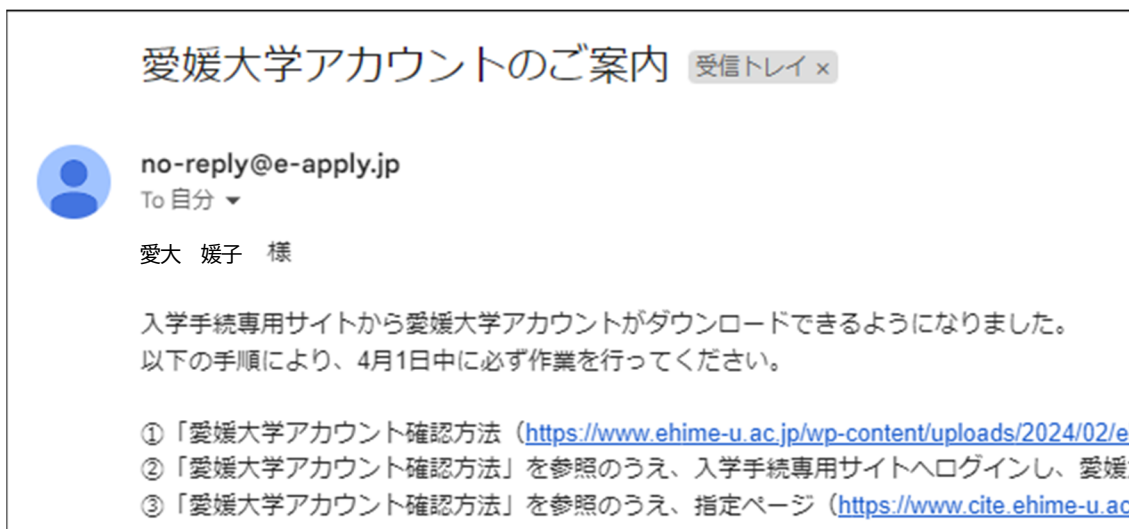 愛媛大学アカウントのご案内 受信トレイ ×
no-reply@e-apply.jp
To 自分
愛大 媛子 様
入学手続専用サイトから愛媛大学アカウントがダウンロードできるようになりました。
以下の手順により、4月1日中に必ず作業を行ってください。
①「愛媛大学アカウント確認方法（https://www.ehime-u.ac.jp/wp-content/uploads/2024/02/e
②「愛媛大学アカウント確認方法」を参照のうえ、入学手続専用サイトへログインし、愛媛
③「愛媛大学アカウント確認方法」を参照のうえ、指定ページ（https://www.cite.ehime-u.ac